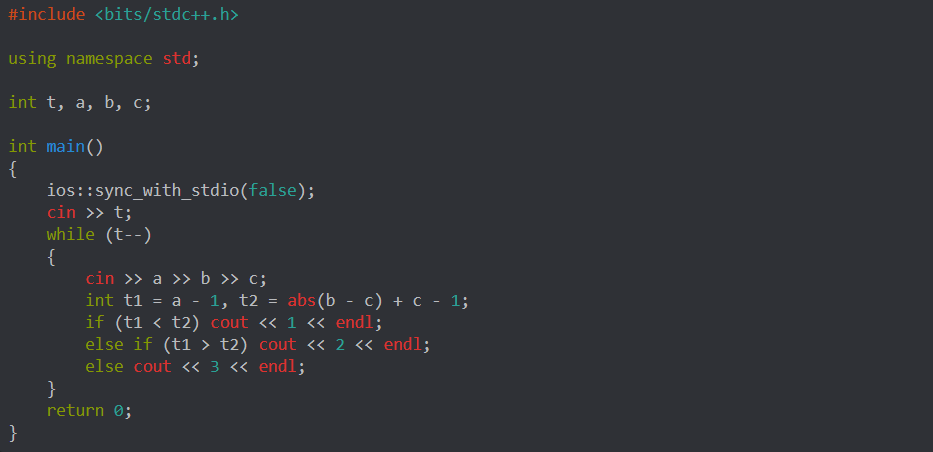 #include <bits/stdc++.h>
using namespace std;
int t, a, b, c;
int main()
{
    ios::sync_with_stdio(false);
    cin >> t;
    while (t--)
    {
        cin >> a >> b >> c;
        int t1 = a - 1, t2 = abs(b - c) + c - 1;
        if (t1 < t2) cout << 1 << endl;
        else if (t1 > t2) cout << 2 << endl;
        else cout << 3 << endl;
    }
    return 0;
}